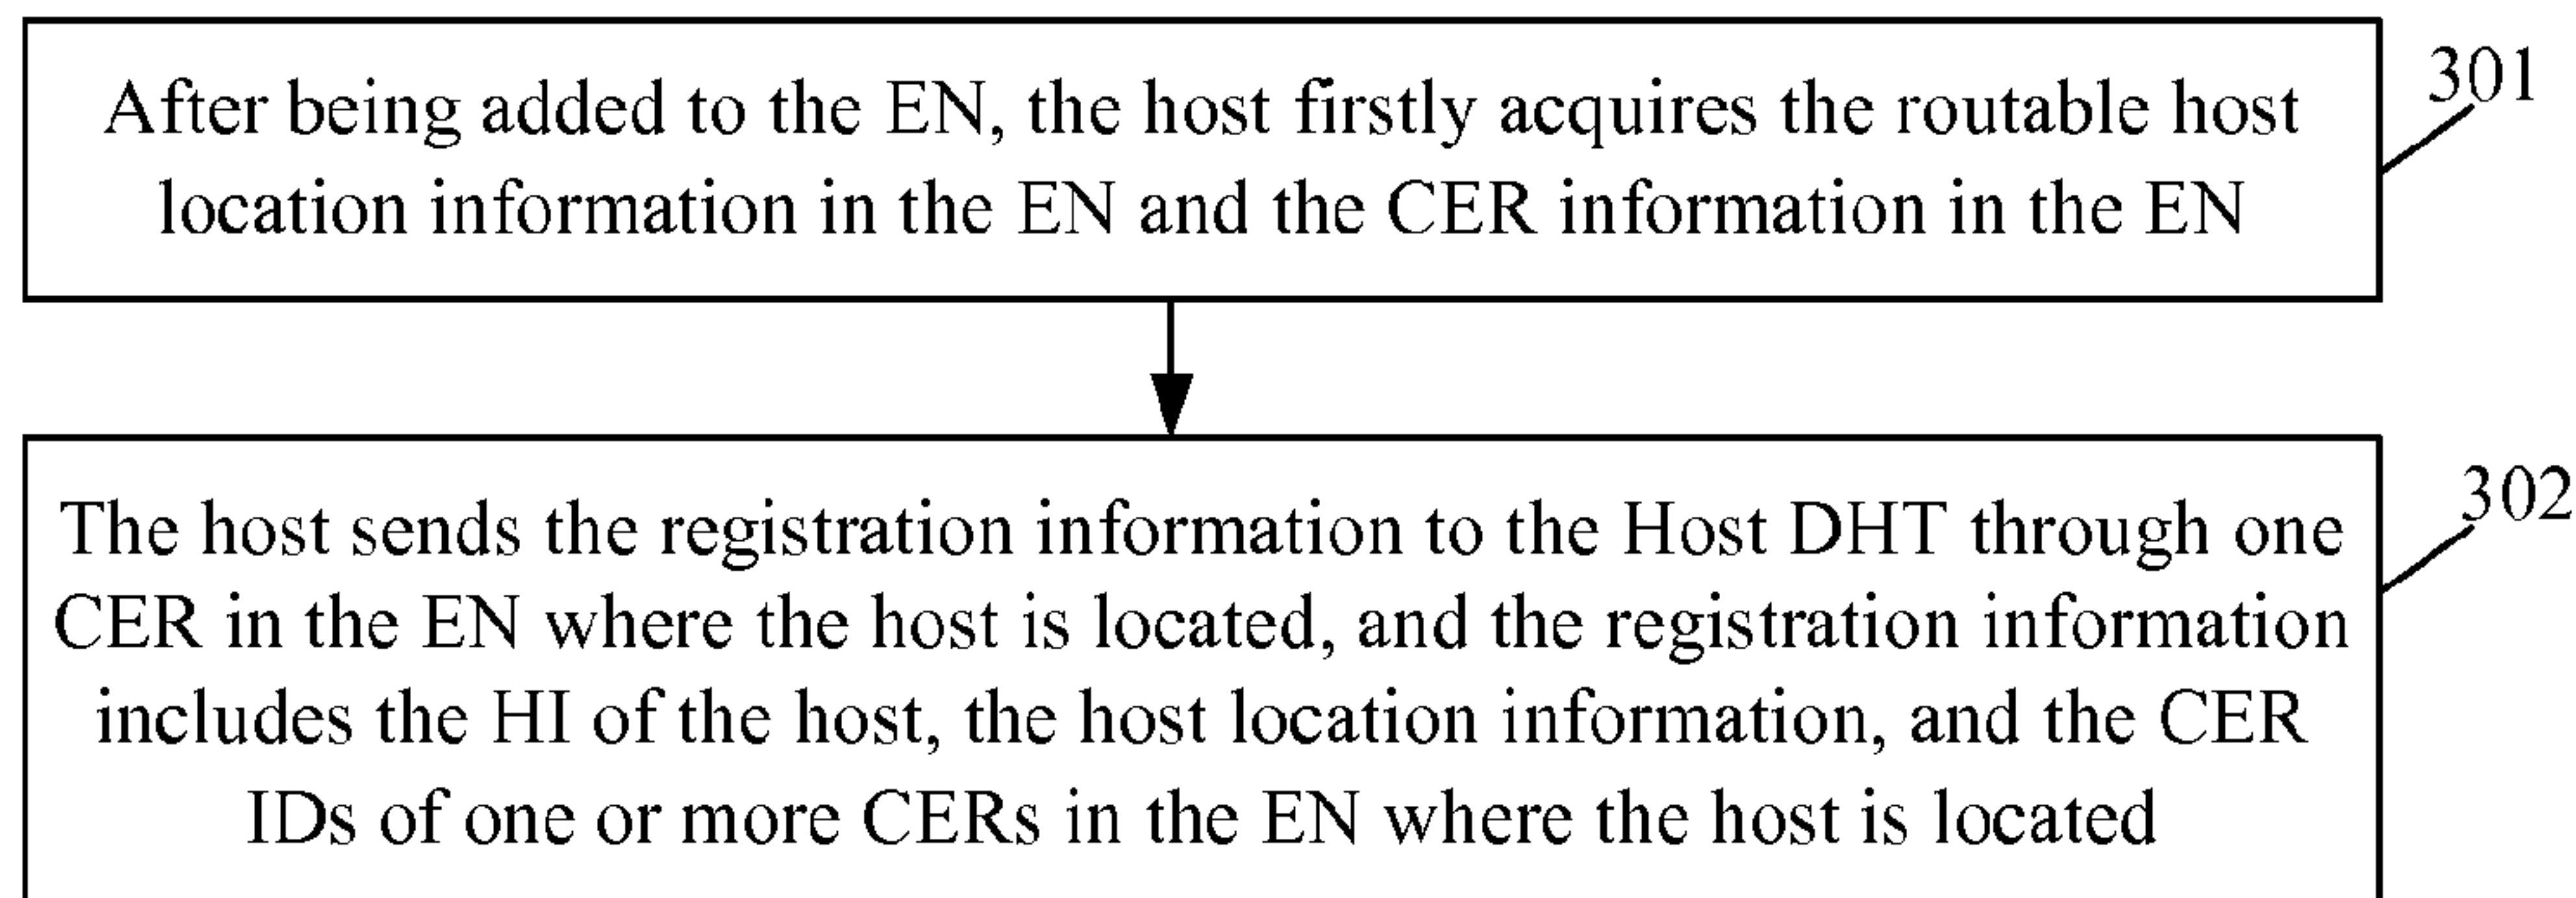 After being added to the EN, the host firstly acquires the routable host
location information in the EN and the CER information in the EN
301
The host sends the registration information to the Host DHT through one
CER in the EN where the host is located, and the registration information
includes the HI of the host, the host location information, and the CER
IDs of one or more CERs in the EN where the host is located
302